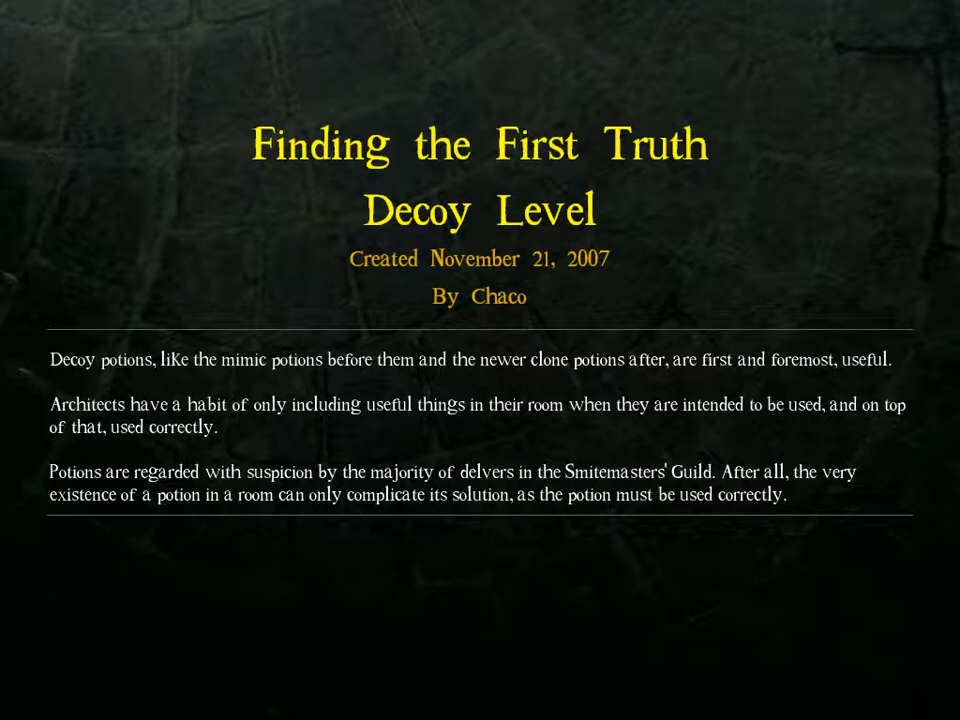 Finding the First Truth
Decoy Level
Created November 21, 2007
By Chaco
Decoy potions, like the mimic potions before them and the newer clone potions after, are first and foremost, useful.
Architects have a habit of only including useful things in their room when they are intended to be used, and on top
of that, used correctly.
Potions are regarded with suspicion by the majority of delvers in the Smitemasters' Guild. After all, the very
existence of a potion in a room can only complicate its solution, as the potion must be used correctly.